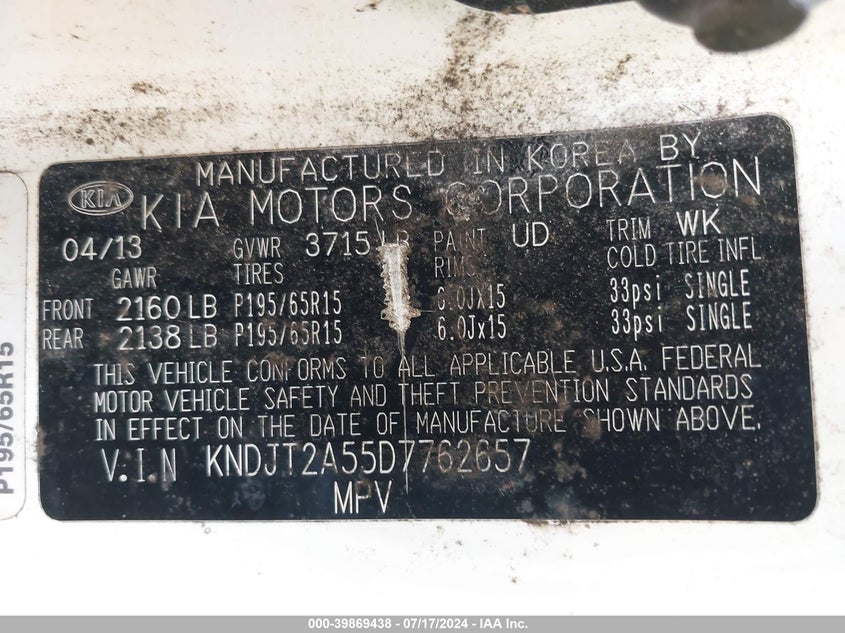 MANUFACTURED IN KOREA BY
KIA KIA MOTORS CORPORATION
04/13 GVWR 3715 LB PAINT UD TRIM WK
GAWR TIRES RIMS COLD TIRE INFL
FRONT 2160 LB P195/65R15 6.0Jx15 33psi SINGLE
REAR 2138 LB P195/65R15 6.0Jx15 33psi SINGLE
THIS VEHICLE CONFORMS TO ALL APPLICABLE U.S.A. FEDERAL
MOTOR VEHICLE SAFETY AND THEFT PREVENTION STANDARDS
IN EFFECT ON THE DATE OF MANUFACTURE SHOWN ABOVE.
V.I.N KNDJT2A55D7762657
MPV
P195/65R15
000-39869438 - 07/17/2024 - IAA Inc.